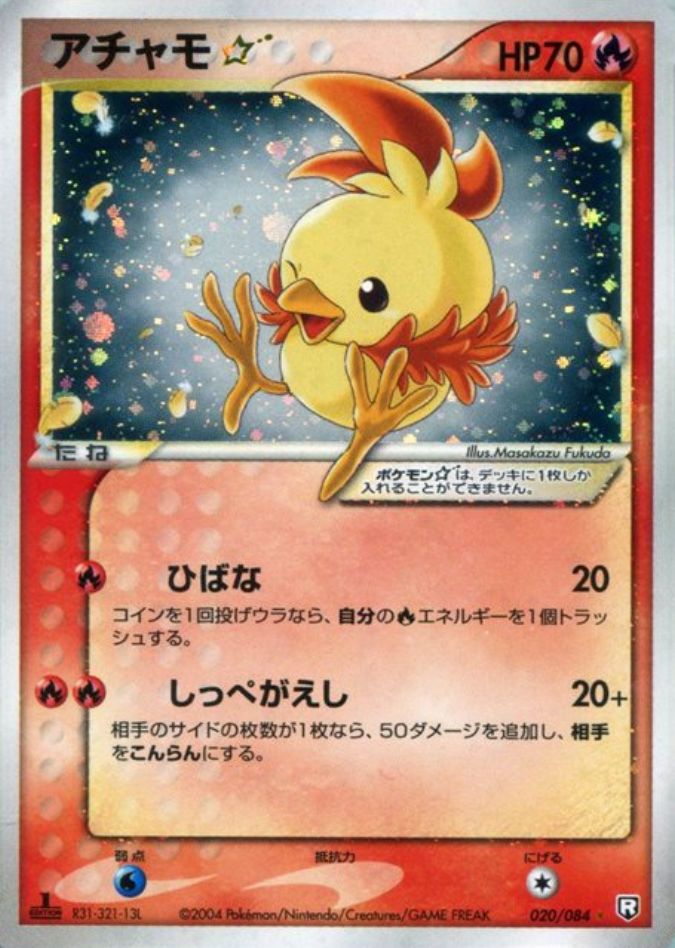 アチャモ☆ HP70
たね
Illus.Masakazu Fukuda
ポケモン☆は、デッキに1枚しか
入れることができません。
ひばな 20
コインを1回投げウラなら、自分の エネルギーを1個トラッ
シュする。
しっぺがえし 20+
相手のサイドの枚数が1枚なら、50ダメージを追加し、相手
をこんらんにする。
弱点 抵抗力 にげる
1 EDITION R31-321-13L ©2004 Pokémon/Nintendo/Creatures/GAME FREAK 020/084 R